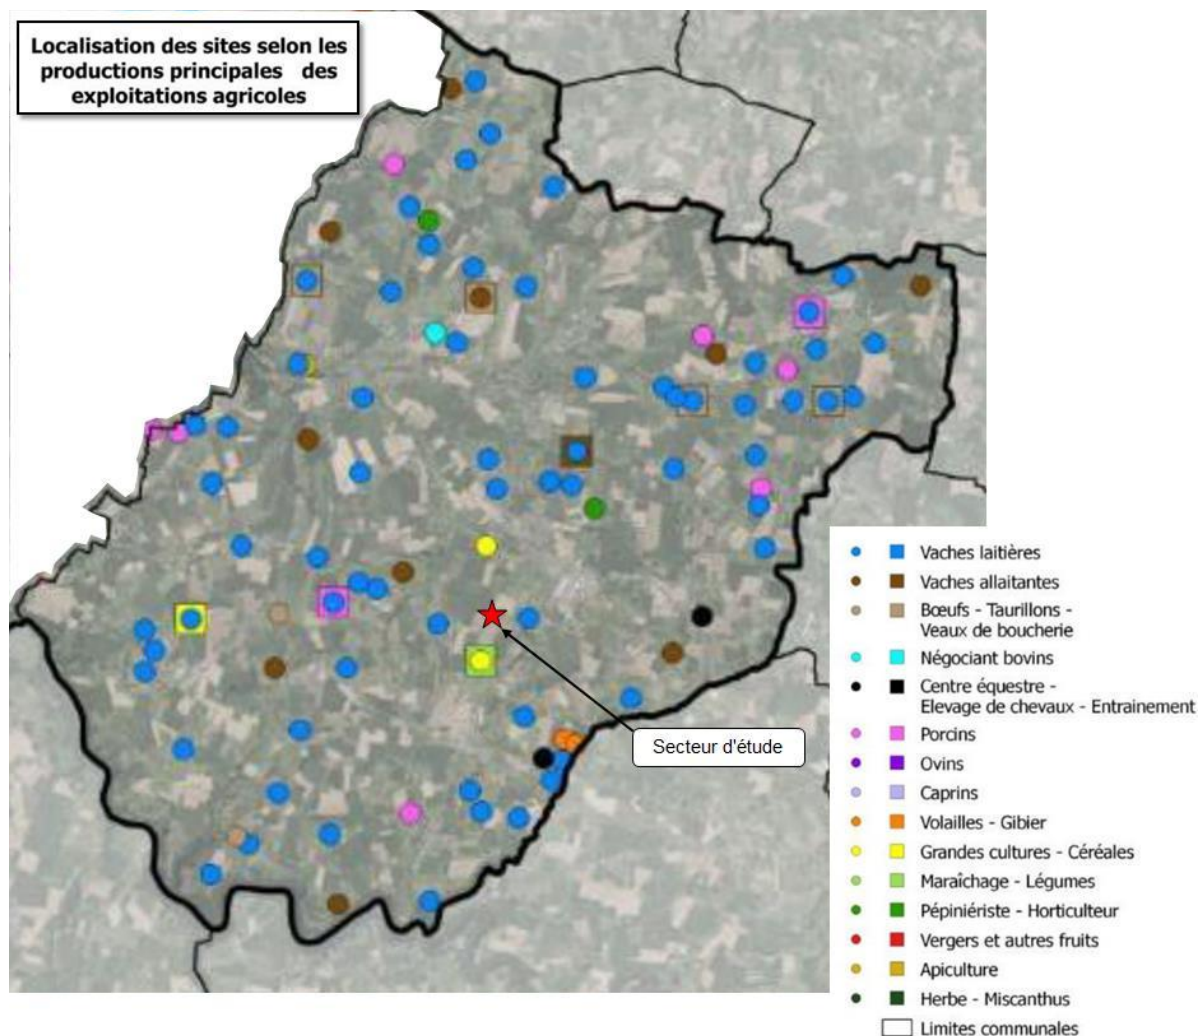 Localisation des sites selon les
productions principales des
exploitations agricoles
Secteur d'étude
Vaches laitières
Vaches allaitantes
Bœufs - Taurillons -
Veaux de boucherie
Négociant bovins
Centre équestre -
Elevage de chevaux - Entrainement
Porcins
Ovins
Caprins
Volailles - Gibier
Grandes cultures - Céréales
Maraîchage - Légumes
Pépiniériste - Horticulteur
Vergers et autres fruits
Apiculture
Herbe - Miscanthus
Limites communales